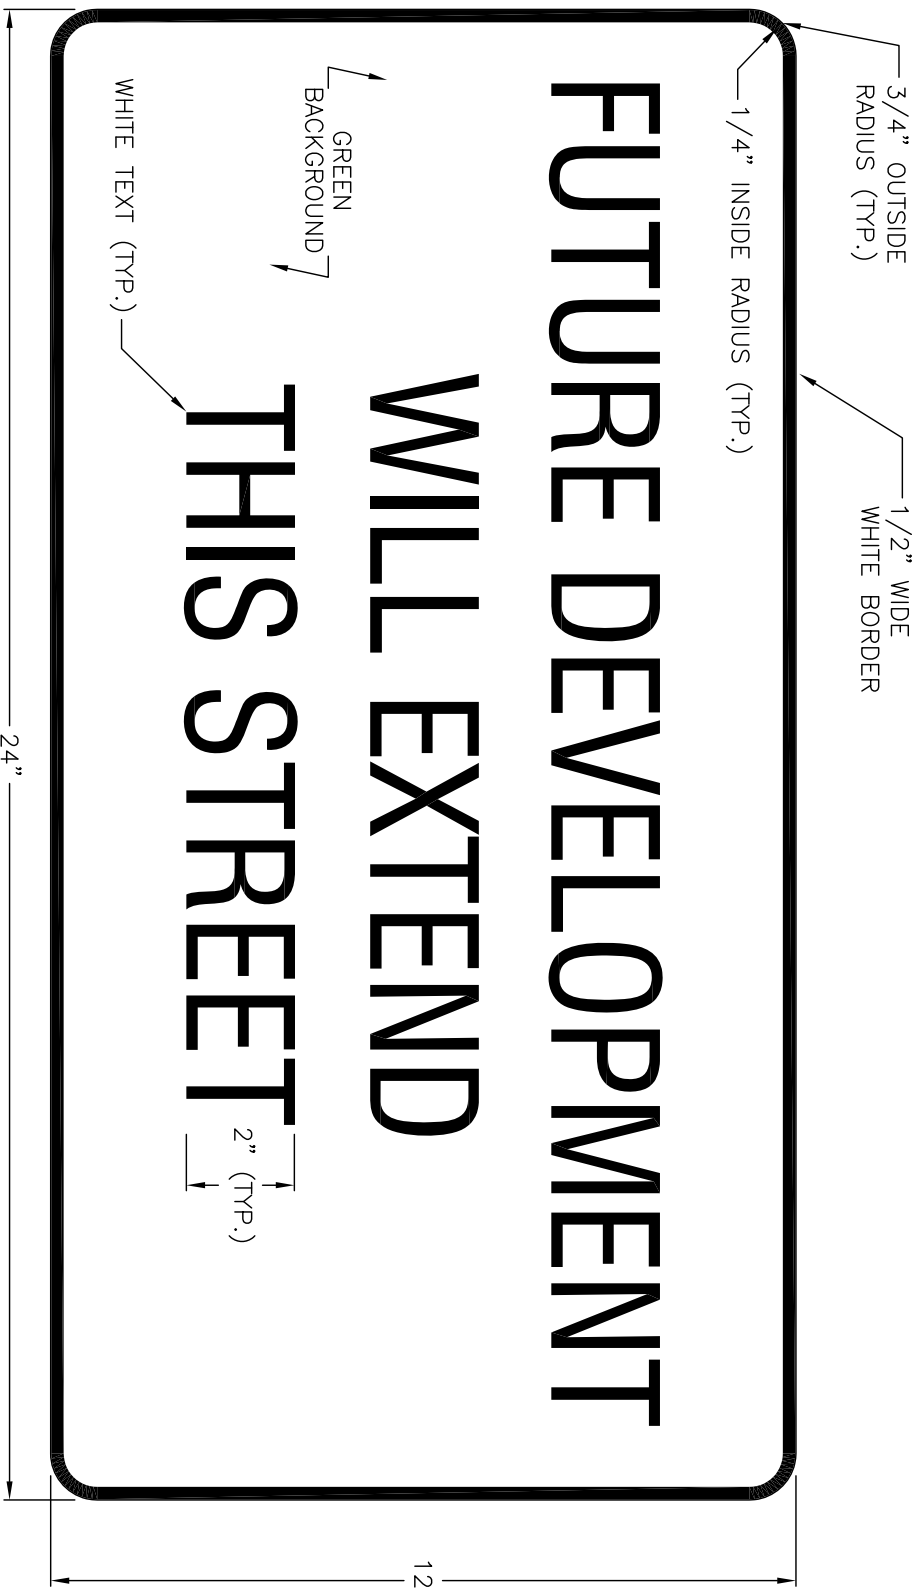 3/4” OUTSIDE
RADIUS (TYP.)
1/2” WIDE
WHITE BORDER
1/4” INSIDE RADIUS (TYP.)
FUTURE DEVELOPMENT
WILL EXTEND
THIS STREET
GREEN
BACKGROUND
WHITE TEXT (TYP.)
2” (TYP.)
24”
12